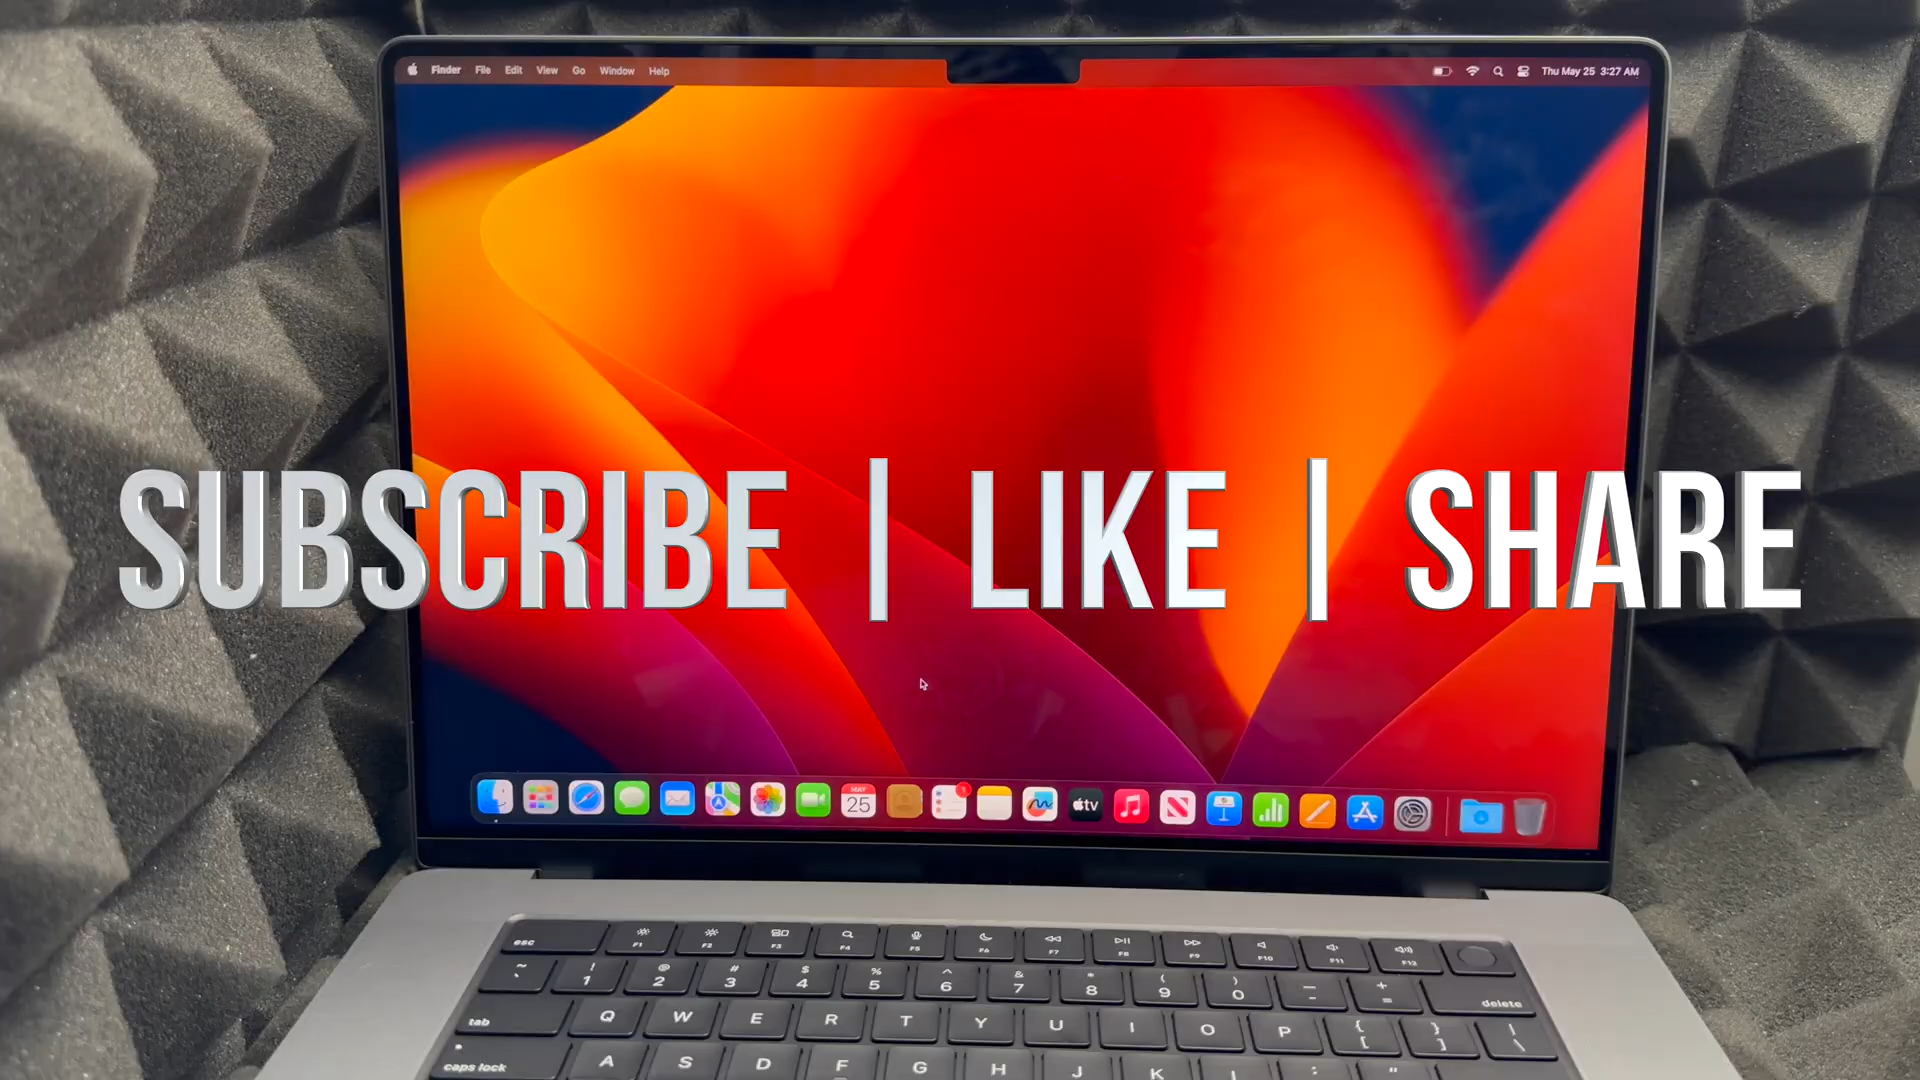 Finder File Edit View Go Window Help Thu May 25 3:27 AM
SUBSCRIBE | LIKE | SHARE
MAY
25
1
tv
esc F1 F2 F3 F4 F5 F6 F7 F8 F9 F10 F11 F12
~ ! @ # $ % ^ & * ( ) — +
` 1 2 3 4 5 6 7 8 9 0 - = delete
tab Q W E R T Y U I O P { [ } ] | \
caps lock A S D F G H J K L : "